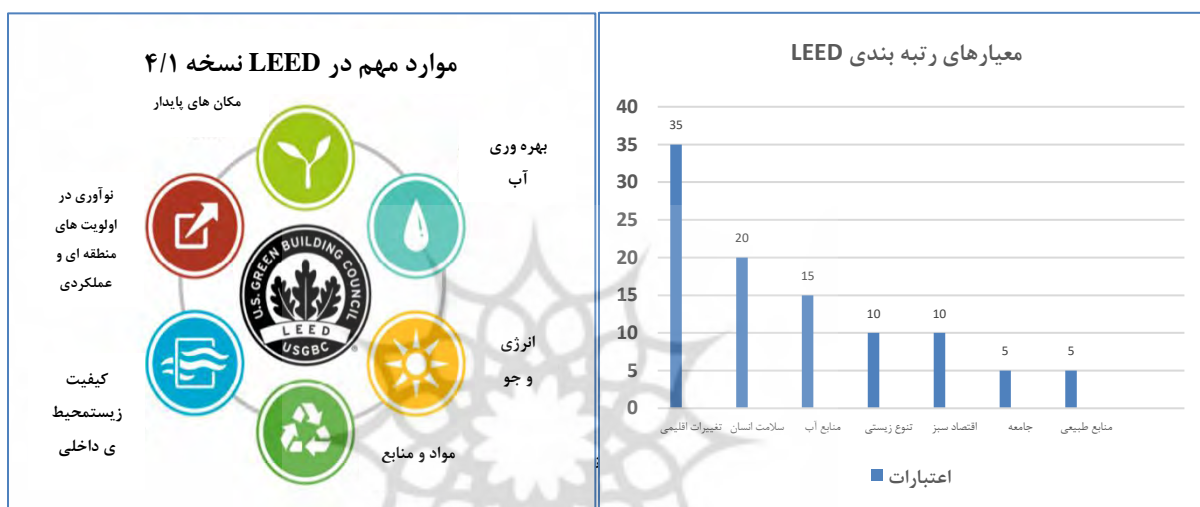 موارد مهم در LEED نسخه ۴/۱
مکان های پایدار
بهره وری
آب
نوآوری در
اولویت های
منطقه ای و
عملکردی
U.S. GREEN BUILDING COUNCIL
LEED
USGBC
®
انرژی
و جو
کیفیت
زیستمحیط
ی داخلی
مواد و منابع
معیارهای رتبه بندی LEED
40
35
30
25
20
15
10
5
0
35
20
15
10
10
5
5
تغییرات اقلیمی
سلامت انسان
منابع آب
تنوع زیستی
اقتصاد سبز
جامعه
منابع طبیعی
اعتبارات